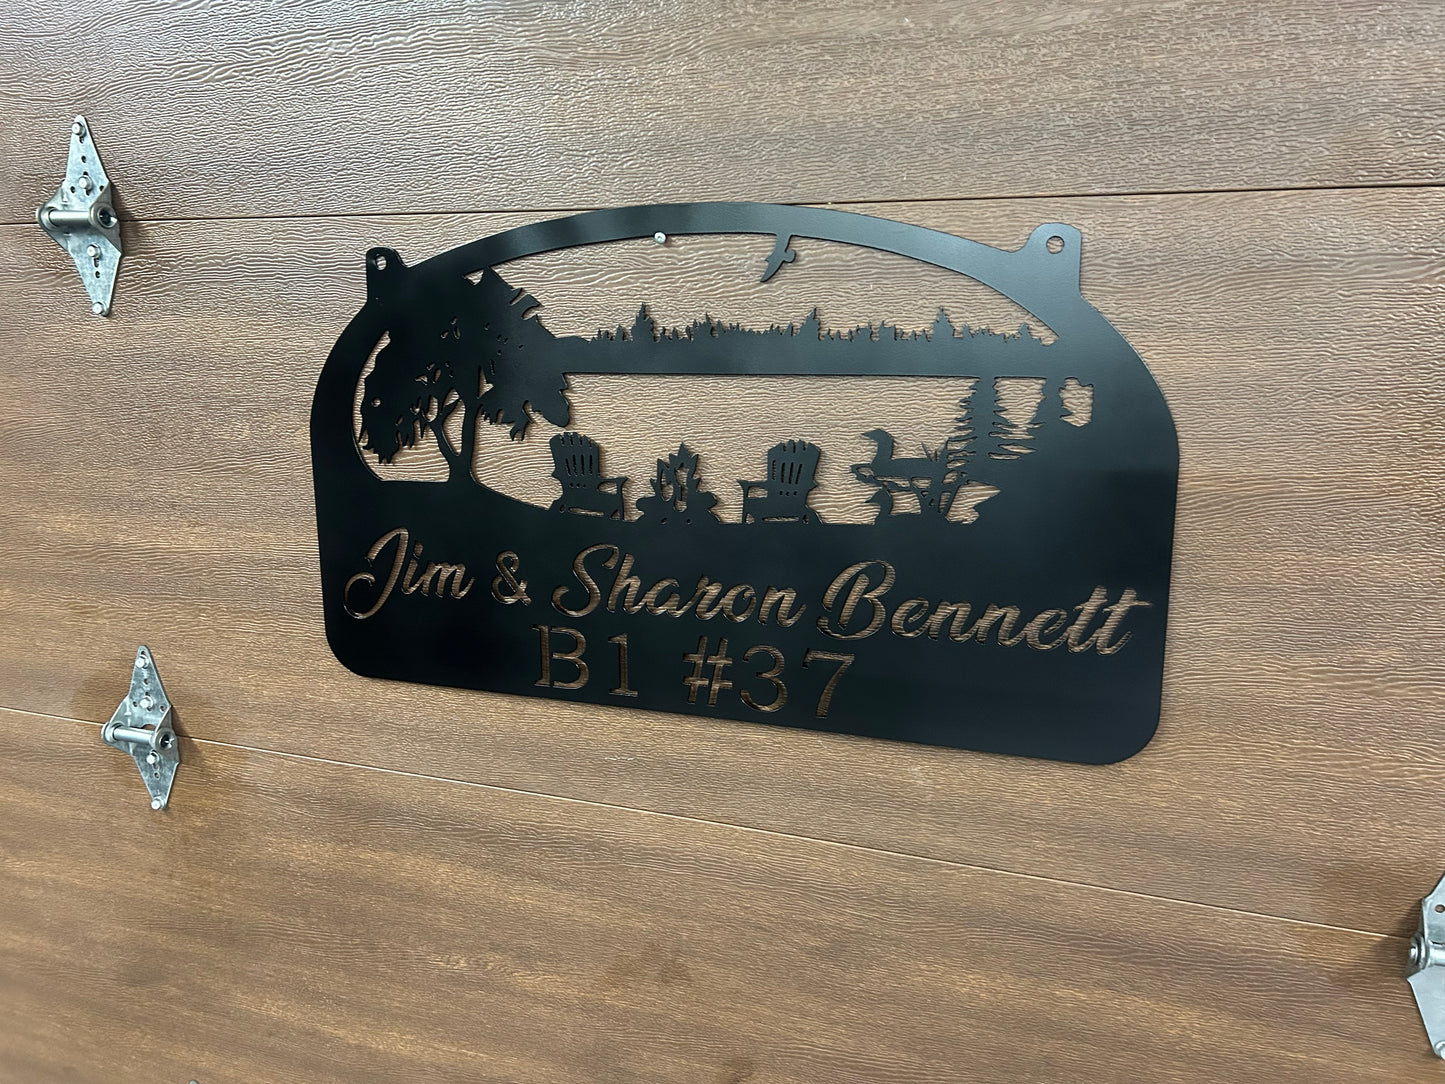 Jim & Sharon Bennett
B1 #37